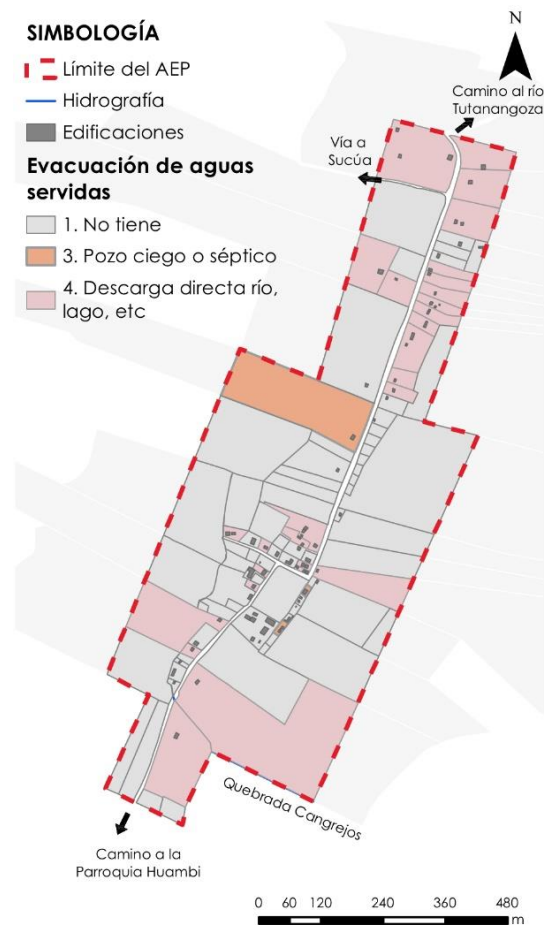 SIMBOLOGÍA
Límite del AEP
Hidrografía
Edificaciones
Evacuación de aguas
servidas
1. No tiene
3. Pozo ciego o séptico
4. Descarga directa río,
lago, etc
N
Camino al río
Tutanangoza
Vía a
Sucúa
Quebrada Cangrejos
Camino a la
Parroquia Huambi
0 60 120 240 360 480
m